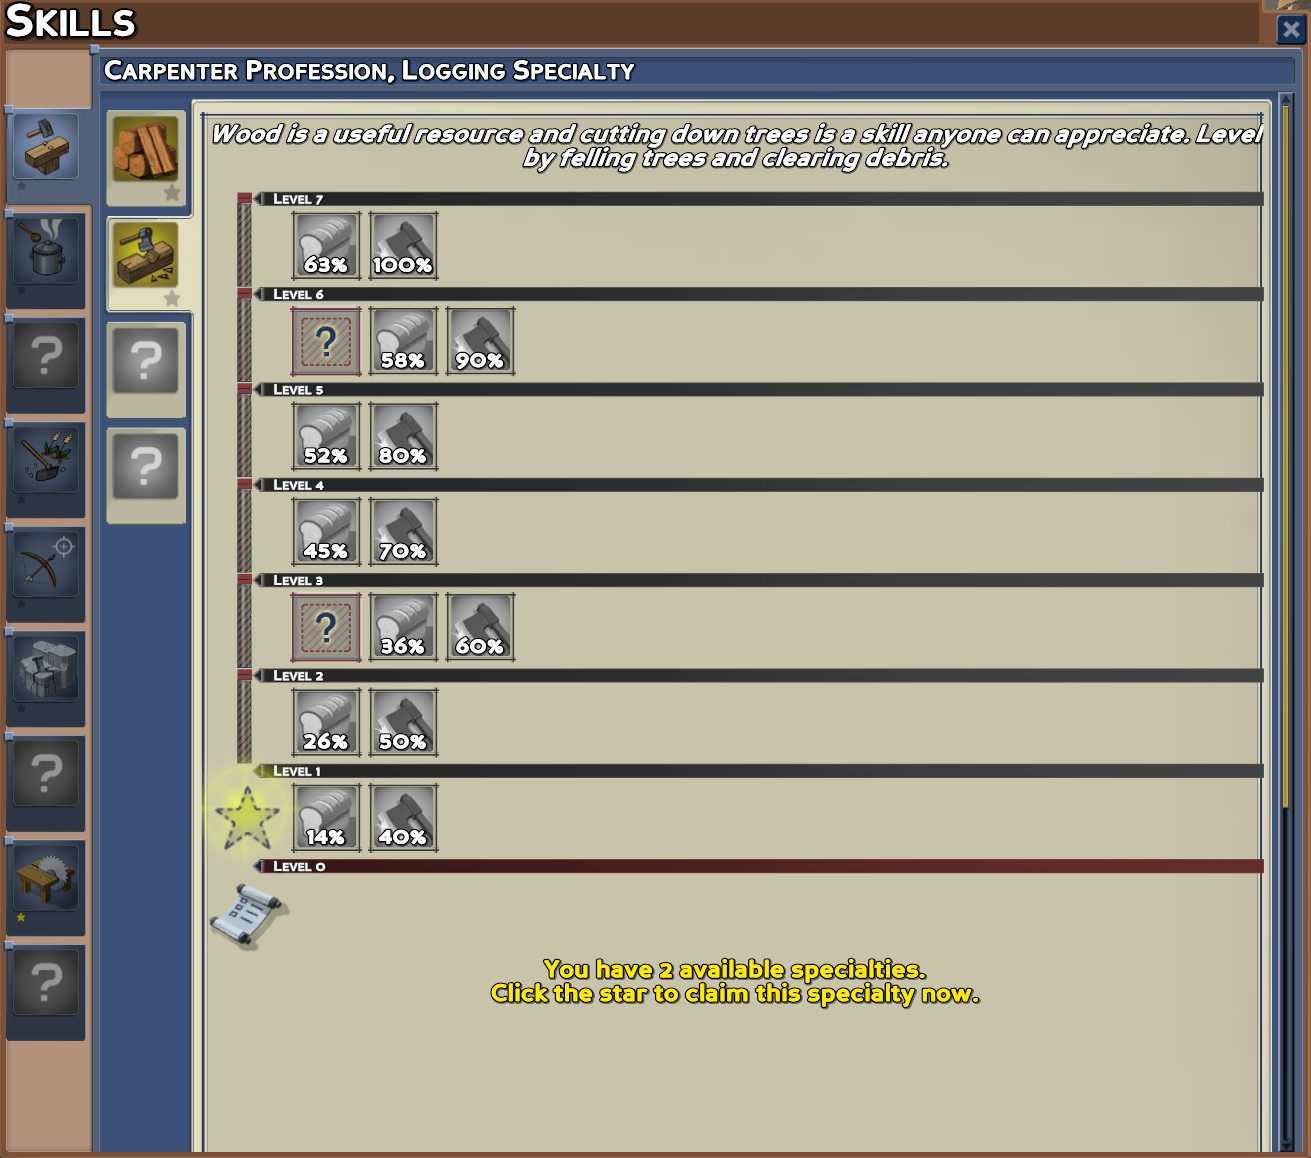 SKILLS
CARPENTER PROFESSION, LOGGING SPECIALTY
Wood is a useful resource and cutting down trees is a skill anyone can appreciate. Level
by felling trees and clearing debris.
LEVEL 7
63% 100%
LEVEL 6
? 58% 90%
LEVEL 5
52% 80%
LEVEL 4
45% 70%
LEVEL 3
? 36% 60%
LEVEL 2
26% 50%
LEVEL 1
14% 40%
LEVEL 0
You have 2 available specialties.
Click the star to claim this specialty now.
?
?
?
?
?